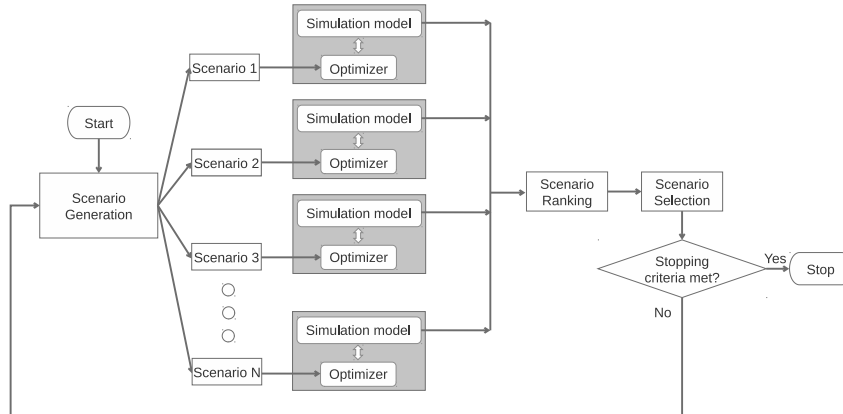 Simulation model
Scenario 1
Optimizer
Start
Simulation model
Scenario 2
Optimizer
Scenario
Generation
Simulation model
Scenario 3
Optimizer
Simulation model
Scenario N
Optimizer
Scenario
Ranking
Scenario
Selection
Stopping
criteria met?
Yes
Stop
No